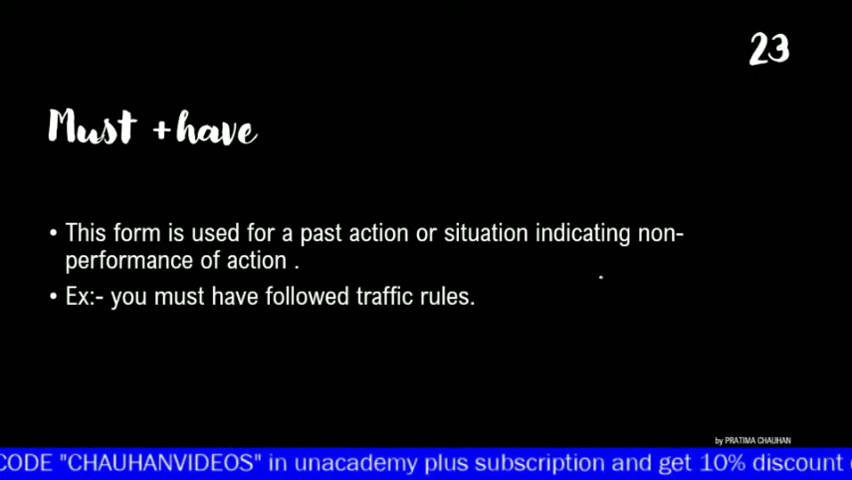 23
Must +have
• This form is used for a past action or situation indicating non-
performance of action .
• Ex:- you must have followed traffic rules.
by PRATIMA CHAUHAN
CODE "CHAUHANVIDEOS" in unacademy plus subscription and get 10% discount